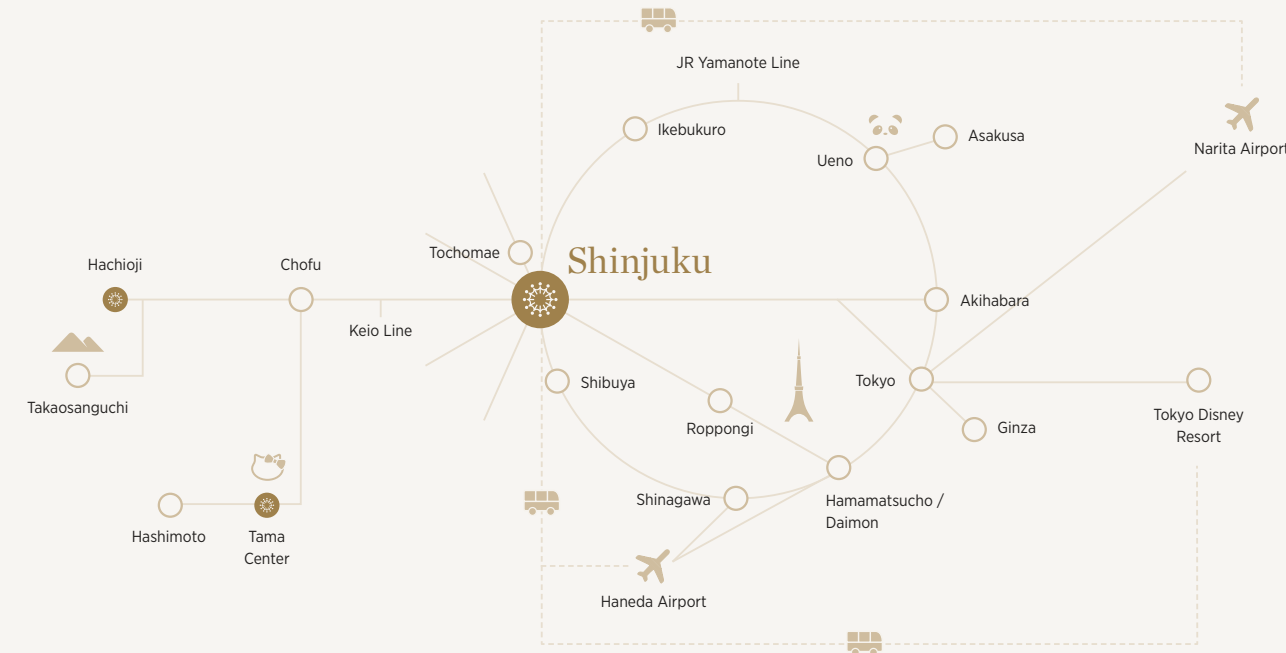 JR Yamanote Line
Ikebukuro
Ueno
Asakusa
Narita Airport
Tochomae
Shinjuku
Hachioji
Chofu
Keio Line
Akihabara
Takaosanguchi
Shibuya
Roppongi
Tokyo
Ginza
Tokyo Disney
Resort
Shinagawa
Hamamatsucho /
Daimon
Hashimoto
Tama
Center
Haneda Airport